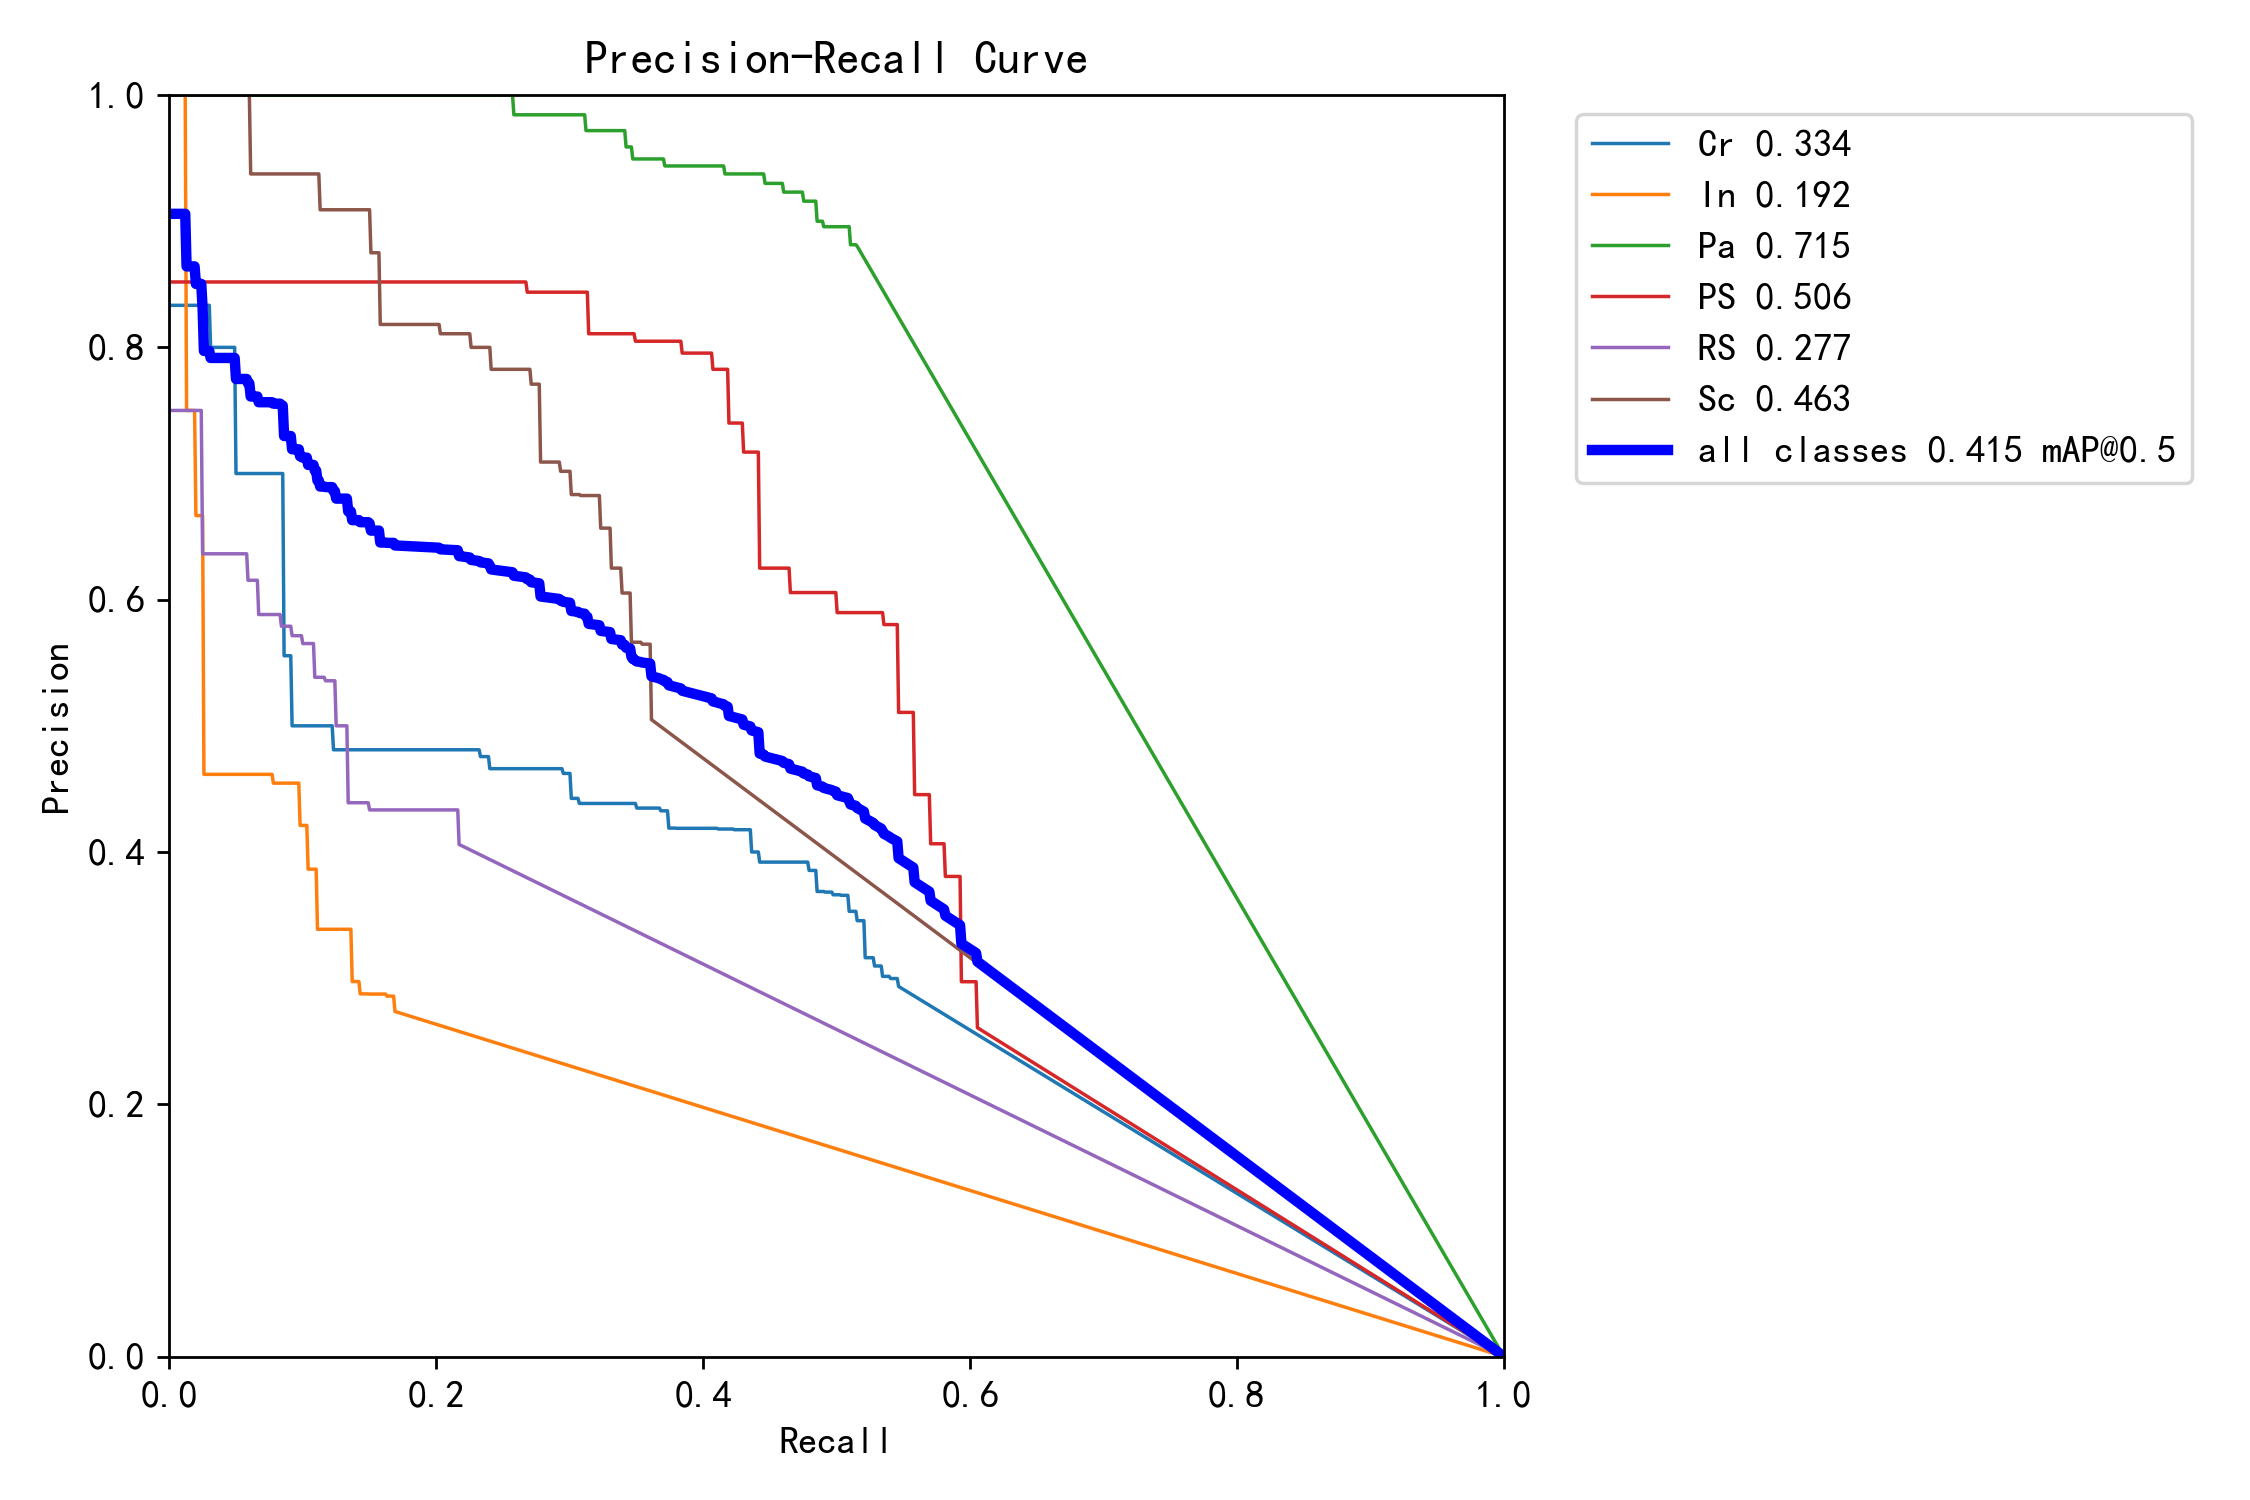 Precision-Recall Curve
1.0
0.8
0.6
0.4
0.2
0.0
Precision
0.0 0.2 0.4 0.6 0.8 1.0
Recall
Cr 0.334
In 0.192
Pa 0.715
PS 0.506
RS 0.277
Sc 0.463
all classes 0.415 mAP@0.5